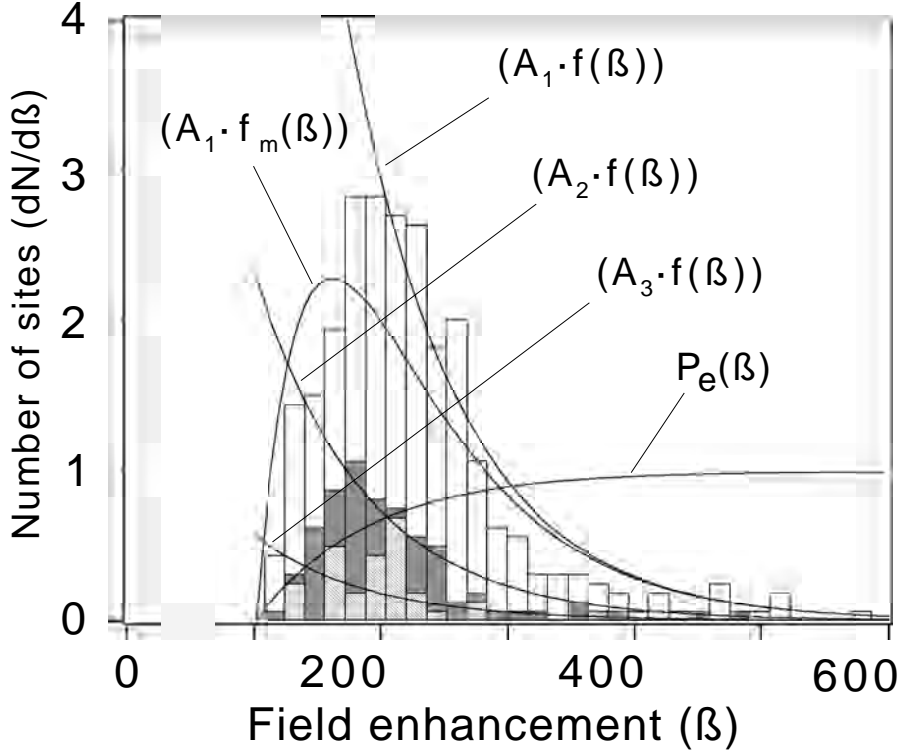 4
(A1·f(ß))
(A1·fm(ß))
3
(A2·f(ß))
(A3·f(ß))
2
Pe(ß)
1
0
Number of sites (dN/dß)
0 200 400 600
Field enhancement (ß)